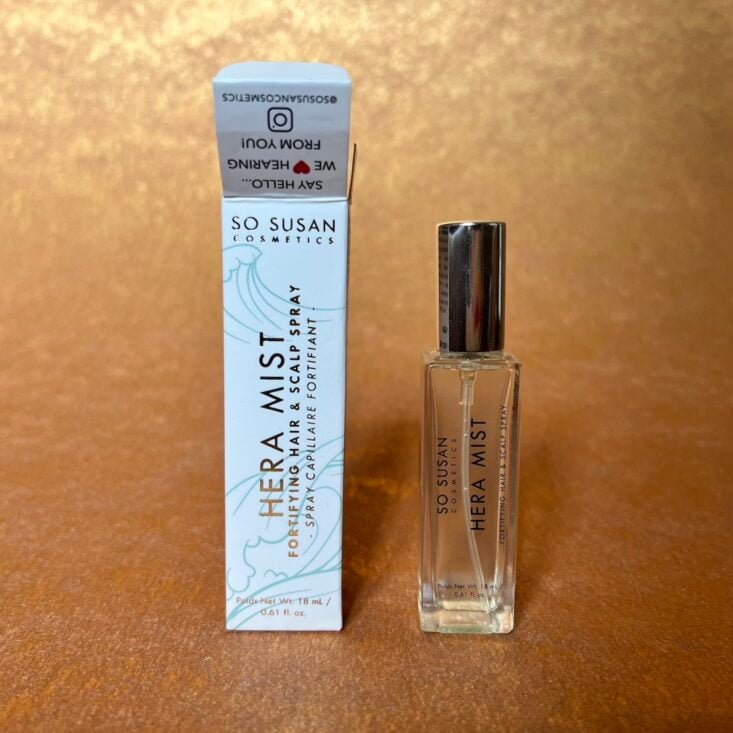 SAY HELLO...
WE HEARING
FROM YOU!
@SOSUSANCOSMETICS
SO SUSAN
COSMETICS
HERA MIST
FORTIFYING HAIR & SCALP SPRAY
- SPRAY CAPILLAIRE FORTIFIANT -
Poids Net Wt. 18 mL /
0.61 fl. oz.
SO SUSAN
COSMETICS
HERA MIST
FORTIFYING HAIR & SCALP SPRAY
Poids Net Wt. 18 mL /
0.61 fl. oz.